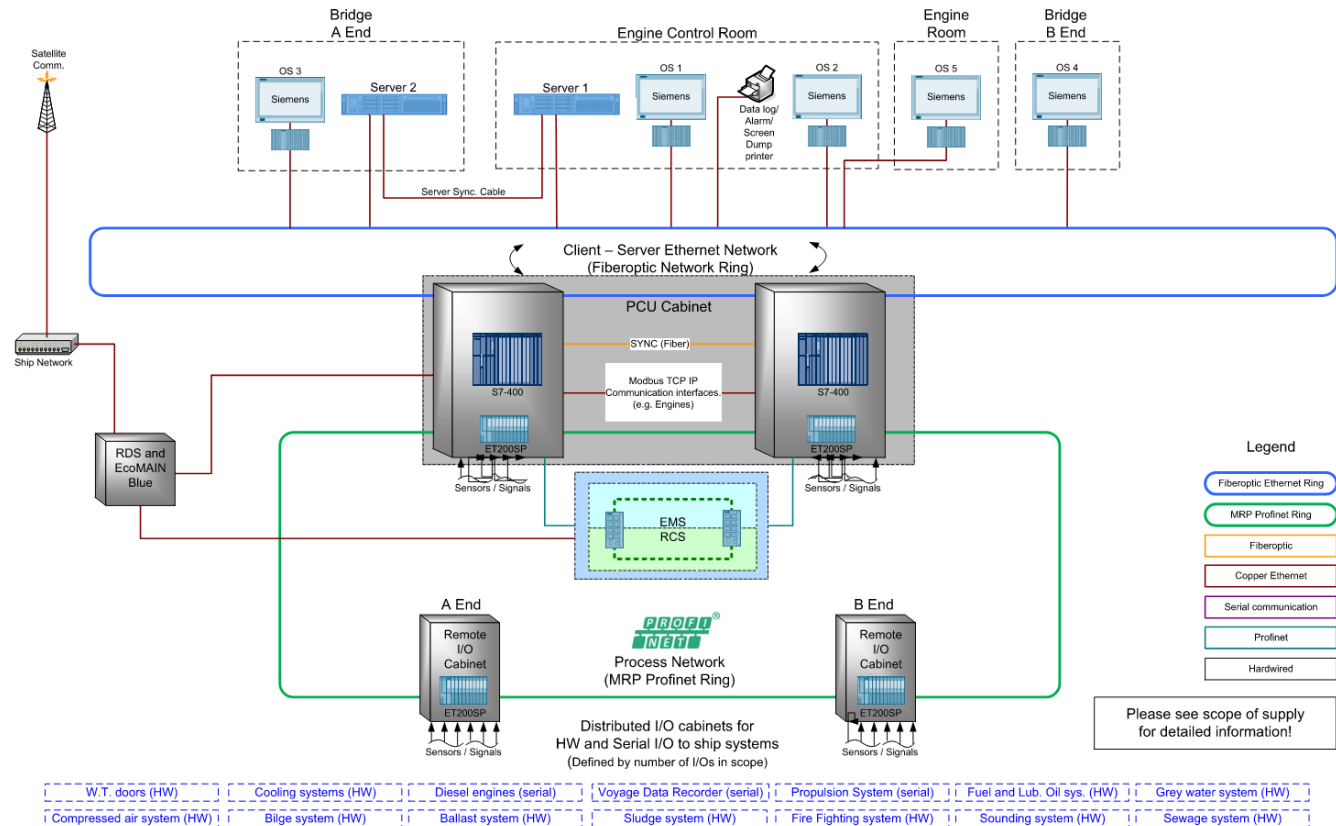 Bridge
A End
Engine Control Room
Engine
Room
Bridge
B End
Satellite
Comm.
OS 3
Siemens
Server 2
Server 1
OS 1
Siemens
Data log/
Alarm/
Screen
Dump
printer
OS 2
Siemens
OS 5
Siemens
OS 4
Siemens
Server Sync. Cable
Client – Server Ethernet Network
(Fiberoptic Network Ring)
PCU Cabinet
SYNC (Fiber)
S7-400
S7-400
Modbus TCP IP
Communication interfaces.
(e.g. Engines)
ET200SP
ET200SP
Sensors / Signals
Sensors / Signals
Ship Network
RDS and
EcoMAIN
Blue
EMS
RCS
A End
Remote
I/O
Cabinet
ET200SP
Sensors / Signals
PROFI
NET®
Process Network
(MRP Profinet Ring)
B End
Remote
I/O
Cabinet
ET200SP
Sensors / Signals
Distributed I/O cabinets for
HW and Serial I/O to ship systems
(Defined by number of I/Os in scope)
Legend
Fiberoptic Ethernet Ring
MRP Profinet Ring
Fiberoptic
Copper Ethernet
Serial communication
Profinet
Hardwired
Please see scope of supply
for detailed information!
W.T. doors (HW)
Cooling systems (HW)
Diesel engines (serial)
Voyage Data Recorder (serial)
Propulsion System (serial)
Fuel and Lub. Oil sys. (HW)
Grey water system (HW)
Compressed air system (HW)
Bilge system (HW)
Ballast system (HW)
Sludge system (HW)
Fire Fighting system (HW)
Sounding system (HW)
Sewage system (HW)